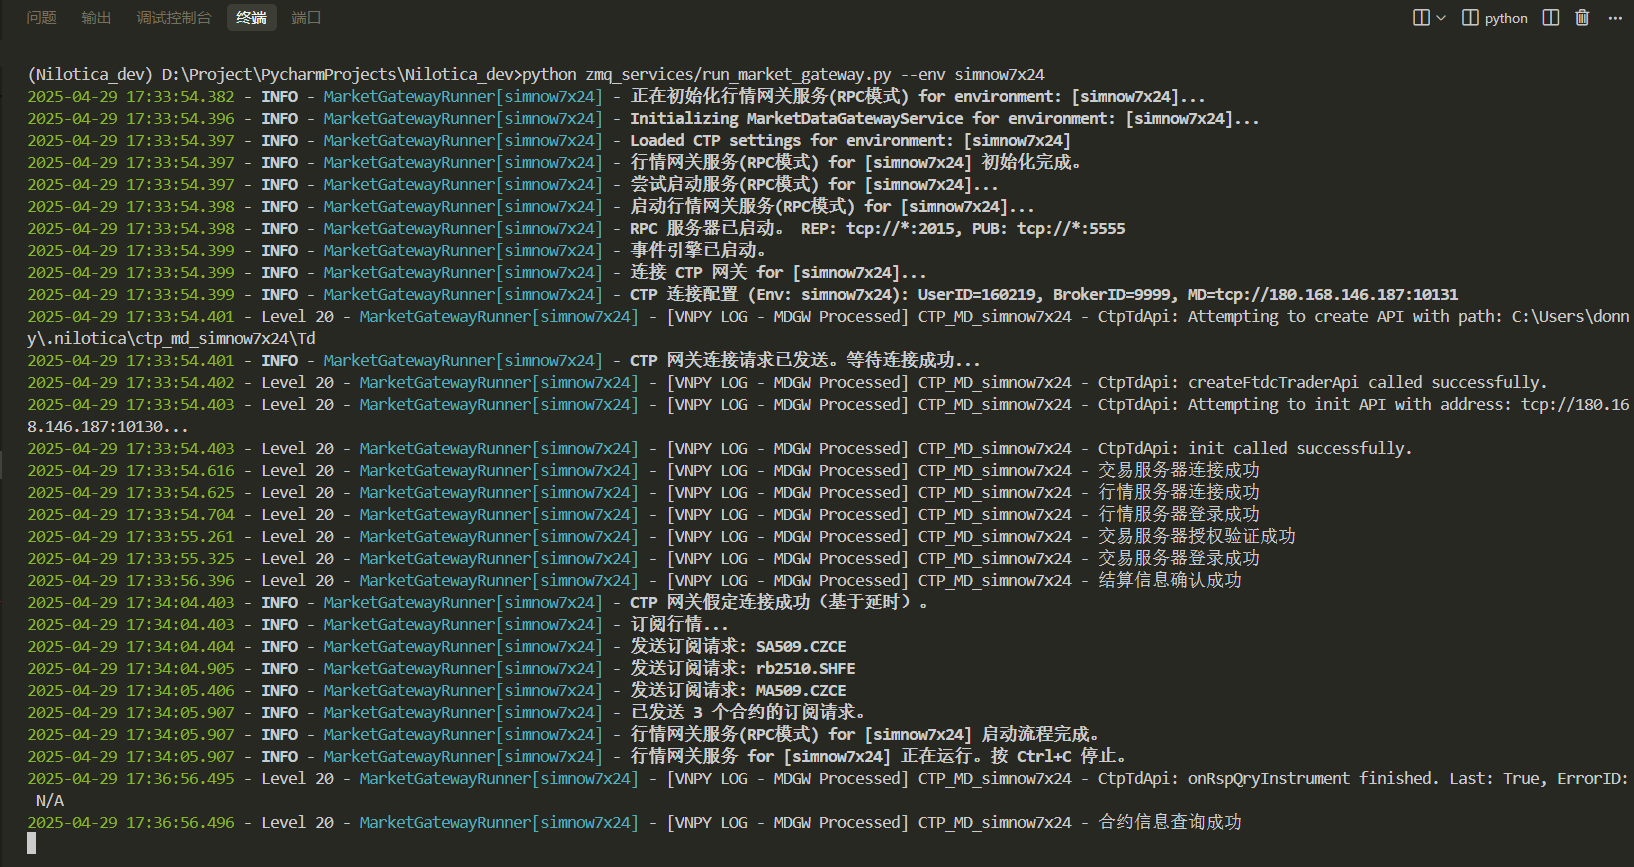 问题 输出 调试控制台 终端 端口 python
(Nilotica_dev) D:\Project\PycharmProjects\Nilotica_dev>python zmq_services/run_market_gateway.py --env simnow7x24
2025-04-29 17:33:54.382 - INFO - MarketGatewayRunner[simnow7x24] - 正在初始化行情网关服务(RPC模式) for environment: [simnow7x24]...
2025-04-29 17:33:54.396 - INFO - MarketGatewayRunner[simnow7x24] - Initializing MarketDataGatewayService for environment: [simnow7x24]...
2025-04-29 17:33:54.397 - INFO - MarketGatewayRunner[simnow7x24] - Loaded CTP settings for environment: [simnow7x24]
2025-04-29 17:33:54.397 - INFO - MarketGatewayRunner[simnow7x24] - 行情网关服务(RPC模式) for [simnow7x24] 初始化完成。
2025-04-29 17:33:54.397 - INFO - MarketGatewayRunner[simnow7x24] - 尝试启动服务(RPC模式) for [simnow7x24]...
2025-04-29 17:33:54.398 - INFO - MarketGatewayRunner[simnow7x24] - 启动行情网关服务(RPC模式) for [simnow7x24]...
2025-04-29 17:33:54.398 - INFO - MarketGatewayRunner[simnow7x24] - RPC 服务器已启动。 REP: tcp://*:2015, PUB: tcp://*:5555
2025-04-29 17:33:54.399 - INFO - MarketGatewayRunner[simnow7x24] - 事件引擎已启动。
2025-04-29 17:33:54.399 - INFO - MarketGatewayRunner[simnow7x24] - 连接 CTP 网关 for [simnow7x24]...
2025-04-29 17:33:54.399 - INFO - MarketGatewayRunner[simnow7x24] - CTP 连接配置 (Env: simnow7x24): UserID=160219, BrokerID=9999, MD=tcp://180.168.146.187:10131
2025-04-29 17:33:54.401 - Level 20 - MarketGatewayRunner[simnow7x24] - [VNPY LOG - MDGW Processed] CTP_MD_simnow7x24 - CtpTdApi: Attempting to create API with path: C:\Users\donn
y\.nilotica\ctp_md_simnow7x24\Td
2025-04-29 17:33:54.401 - INFO - MarketGatewayRunner[simnow7x24] - CTP 网关连接请求已发送。等待连接成功...
2025-04-29 17:33:54.402 - Level 20 - MarketGatewayRunner[simnow7x24] - [VNPY LOG - MDGW Processed] CTP_MD_simnow7x24 - CtpTdApi: createFtdcTraderApi called successfully.
2025-04-29 17:33:54.403 - Level 20 - MarketGatewayRunner[simnow7x24] - [VNPY LOG - MDGW Processed] CTP_MD_simnow7x24 - CtpTdApi: Attempting to init API with address: tcp://180.16
8.146.187:10130...
2025-04-29 17:33:54.403 - Level 20 - MarketGatewayRunner[simnow7x24] - [VNPY LOG - MDGW Processed] CTP_MD_simnow7x24 - CtpTdApi: init called successfully.
2025-04-29 17:33:54.616 - Level 20 - MarketGatewayRunner[simnow7x24] - [VNPY LOG - MDGW Processed] CTP_MD_simnow7x24 - 交易服务器连接成功
2025-04-29 17:33:54.625 - Level 20 - MarketGatewayRunner[simnow7x24] - [VNPY LOG - MDGW Processed] CTP_MD_simnow7x24 - 行情服务器连接成功
2025-04-29 17:33:54.704 - Level 20 - MarketGatewayRunner[simnow7x24] - [VNPY LOG - MDGW Processed] CTP_MD_simnow7x24 - 行情服务器登录成功
2025-04-29 17:33:55.261 - Level 20 - MarketGatewayRunner[simnow7x24] - [VNPY LOG - MDGW Processed] CTP_MD_simnow7x24 - 交易服务器授权验证成功
2025-04-29 17:33:55.325 - Level 20 - MarketGatewayRunner[simnow7x24] - [VNPY LOG - MDGW Processed] CTP_MD_simnow7x24 - 交易服务器登录成功
2025-04-29 17:33:56.396 - Level 20 - MarketGatewayRunner[simnow7x24] - [VNPY LOG - MDGW Processed] CTP_MD_simnow7x24 - 结算信息确认成功
2025-04-29 17:34:04.403 - INFO - MarketGatewayRunner[simnow7x24] - CTP 网关假定连接成功（基于延时）。
2025-04-29 17:34:04.403 - INFO - MarketGatewayRunner[simnow7x24] - 订阅行情...
2025-04-29 17:34:04.404 - INFO - MarketGatewayRunner[simnow7x24] - 发送订阅请求: SA509.CZCE
2025-04-29 17:34:04.905 - INFO - MarketGatewayRunner[simnow7x24] - 发送订阅请求: rb2510.SHFE
2025-04-29 17:34:05.406 - INFO - MarketGatewayRunner[simnow7x24] - 发送订阅请求: MA509.CZCE
2025-04-29 17:34:05.907 - INFO - MarketGatewayRunner[simnow7x24] - 已发送 3 个合约的订阅请求。
2025-04-29 17:34:05.907 - INFO - MarketGatewayRunner[simnow7x24] - 行情网关服务(RPC模式) for [simnow7x24] 启动流程完成。
2025-04-29 17:34:05.907 - INFO - MarketGatewayRunner[simnow7x24] - 行情网关服务 for [simnow7x24] 正在运行。按 Ctrl+C 停止。
2025-04-29 17:36:56.495 - Level 20 - MarketGatewayRunner[simnow7x24] - [VNPY LOG - MDGW Processed] CTP_MD_simnow7x24 - CtpTdApi: onRspQryInstrument finished. Last: True, ErrorID:
N/A
2025-04-29 17:36:56.496 - Level 20 - MarketGatewayRunner[simnow7x24] - [VNPY LOG - MDGW Processed] CTP_MD_simnow7x24 - 合约信息查询成功